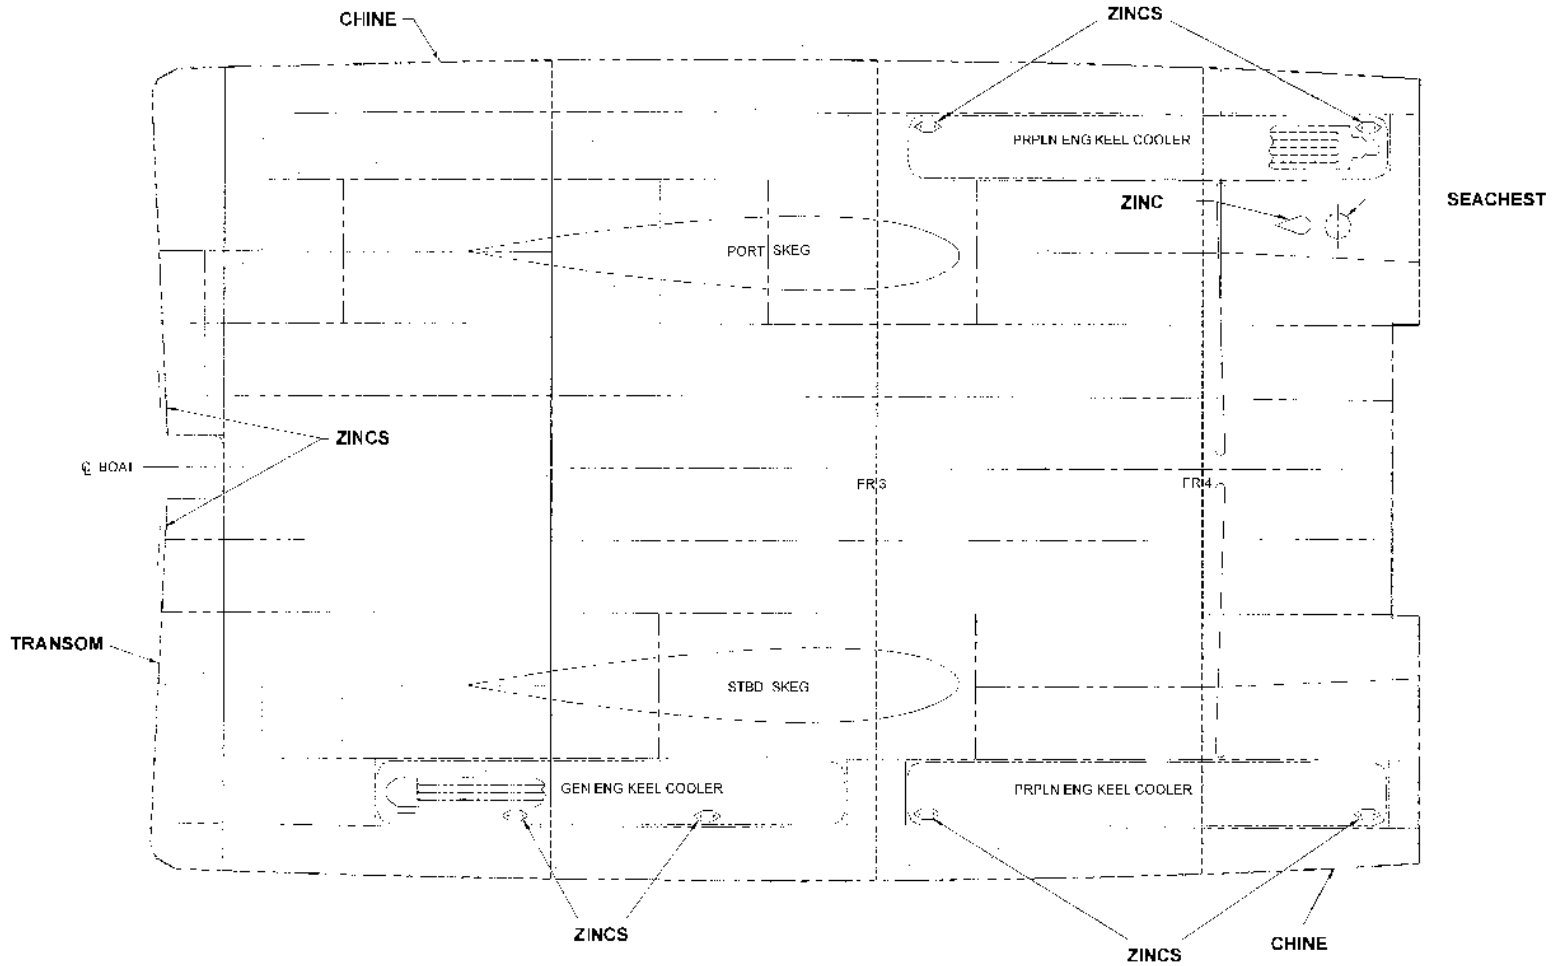 CHINE
ZINCS
PRPLN ENG KEEL COOLER
ZINC
SEACHEST
PORT SKEG
ZINCS
℄ BOAT
FR 3
FR 4
TRANSOM
STBD SKEG
GEN ENG KEEL COOLER
PRPLN ENG KEEL COOLER
ZINCS
ZINCS
CHINE